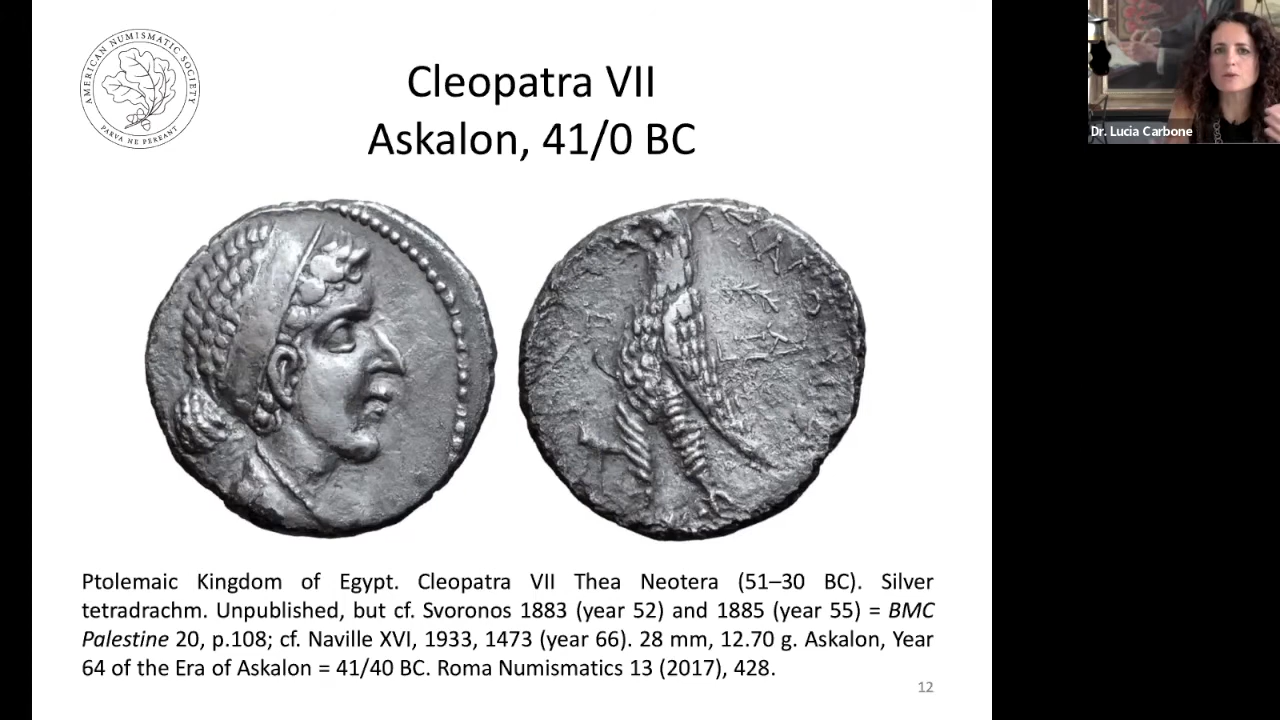 AMERICAN NUMISMATIC SOCIETY
PARVA NE PEREANT
Cleopatra VII
Askalon, 41/0 BC
Dr. Lucia Carbone
Ptolemaic Kingdom of Egypt. Cleopatra VII Thea Neotera (51–30 BC). Silver
tetradrachm. Unpublished, but cf. Svoronos 1883 (year 52) and 1885 (year 55) = BMC
Palestine 20, p.108; cf. Naville XVI, 1933, 1473 (year 66). 28 mm, 12.70 g. Askalon, Year
64 of the Era of Askalon = 41/40 BC. Roma Numismatics 13 (2017), 428.
12